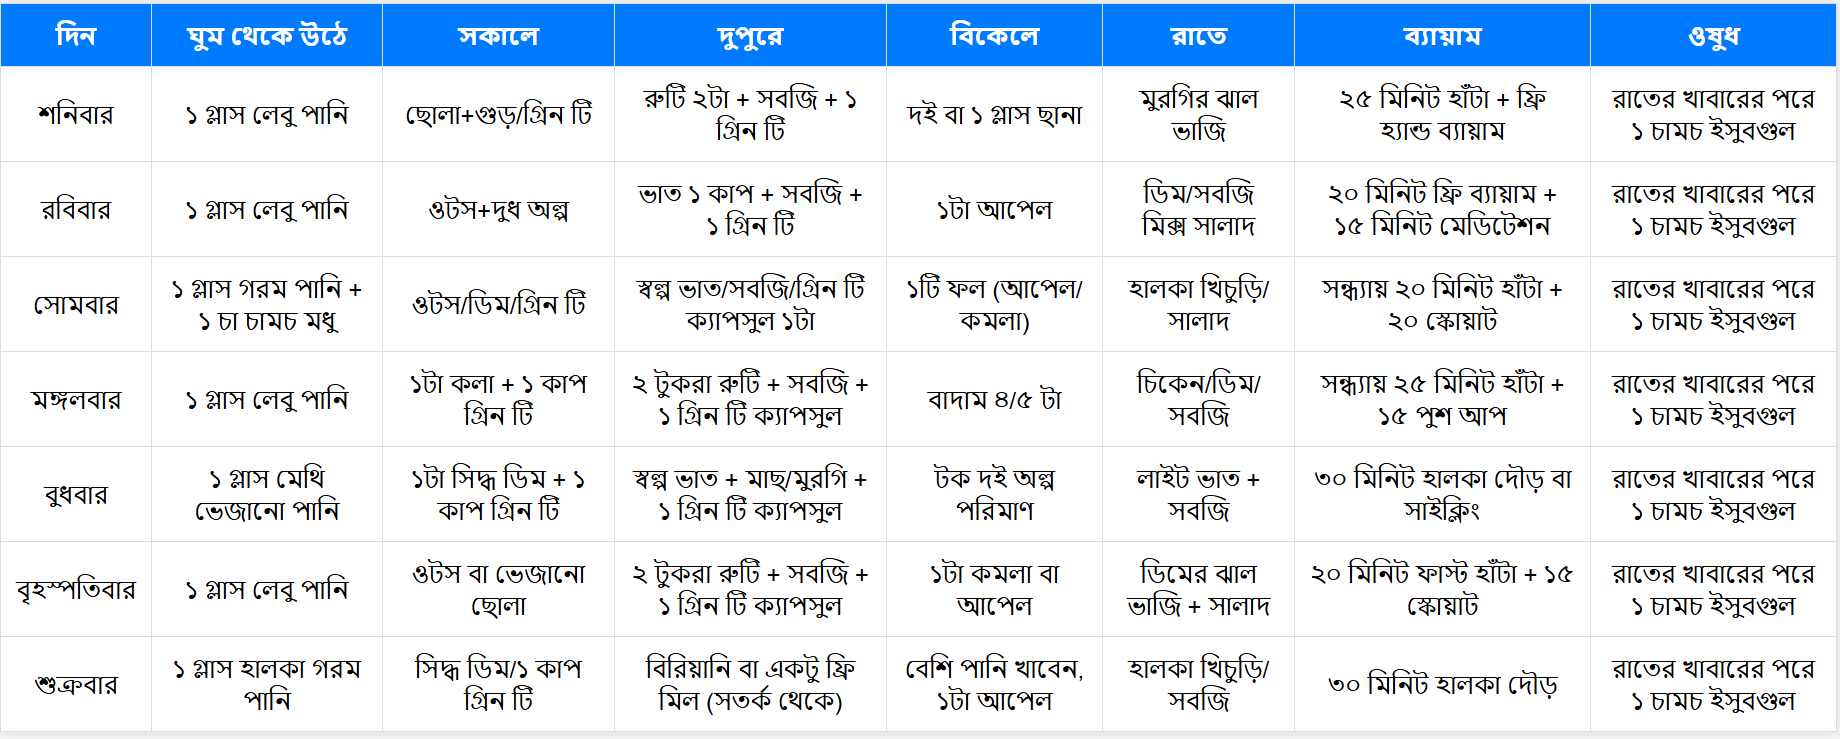 দিন
ঘুম থেকে উঠে
সকালে
দুপুরে
বিকেলে
রাতে
ব্যায়াম
ওষুধ
শনিবার
১ গ্লাস লেবু পানি
ছোলা+গুড়/গ্রিন টি
রুটি ২টা + সবজি + ১
গ্রিন টি
দই বা ১ গ্লাস ছানা
মুরগির ঝাল
ভাজি
২৫ মিনিট হাঁটা + ফ্রি
হ্যান্ড ব্যায়াম
রাতের খাবারের পরে
১ চামচ ইসুবগুল
রবিবার
১ গ্লাস লেবু পানি
ওটস+দুধ অল্প
ভাত ১ কাপ + সবজি +
১ গ্রিন টি
১টা আপেল
ডিম/সবজি
মিক্স সালাদ
২০ মিনিট ফ্রি ব্যায়াম +
১৫ মিনিট মেডিটেশন
রাতের খাবারের পরে
১ চামচ ইসুবগুল
সোমবার
১ গ্লাস গরম পানি +
১ চা চামচ মধু
ওটস/ডিম/গ্রিন টি
স্বল্প ভাত/সবজি/গ্রিন টি
ক্যাপসুল ১টা
১টি ফল (আপেল/
কমলা)
হালকা খিচুড়ি/
সালাদ
সন্ধ্যায় ২০ মিনিট হাঁটা +
২০ স্কোয়াট
রাতের খাবারের পরে
১ চামচ ইসুবগুল
মঙ্গলবার
১ গ্লাস লেবু পানি
১টা কলা + ১ কাপ
গ্রিন টি
২ টুকরা রুটি + সবজি +
১ গ্রিন টি ক্যাপসুল
বাদাম ৪/৫ টা
চিকেন/ডিম/
সবজি
সন্ধ্যায় ২৫ মিনিট হাঁটা +
১৫ পুশ আপ
রাতের খাবারের পরে
১ চামচ ইসুবগুল
বুধবার
১ গ্লাস মেথি
ভেজানো পানি
১টা সিদ্ধ ডিম + ১
কাপ গ্রিন টি
স্বল্প ভাত + মাছ/মুরগি +
১ গ্রিন টি ক্যাপসুল
টক দই অল্প
পরিমাণ
লাইট ভাত +
সবজি
৩০ মিনিট হালকা দৌড় বা
সাইক্লিং
রাতের খাবারের পরে
১ চামচ ইসুবগুল
বৃহস্পতিবার
১ গ্লাস লেবু পানি
ওটস বা ভেজানো
ছোলা
২ টুকরা রুটি + সবজি +
১ গ্রিন টি ক্যাপসুল
১টা কমলা বা
আপেল
ডিমের ঝাল
ভাজি + সালাদ
২০ মিনিট ফাস্ট হাঁটা + ১৫
স্কোয়াট
রাতের খাবারের পরে
১ চামচ ইসুবগুল
শুক্রবার
১ গ্লাস হালকা গরম
পানি
সিদ্ধ ডিম/১ কাপ
গ্রিন টি
বিরিয়ানি বা একটু ফ্রি
মিল (সতর্ক থেকে)
বেশি পানি খাবেন,
১টা আপেল
হালকা খিচুড়ি/
সবজি
৩০ মিনিট হালকা দৌড়
রাতের খাবারের পরে
১ চামচ ইসুবগুল